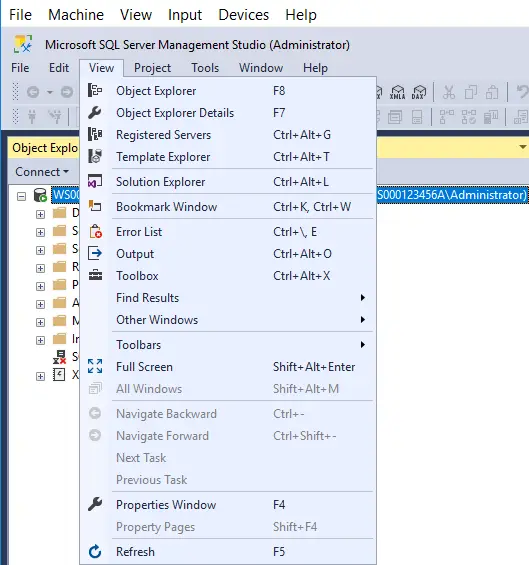 File Machine View Input Devices Help
Microsoft SQL Server Management Studio (Administrator)
File Edit View Project Tools Window Help
XMLA DAX
Object Explo
Connect
WS00 S000123456A\Administrator)
Object Explorer F8
Object Explorer Details F7
Registered Servers Ctrl+Alt+G
Template Explorer Ctrl+Alt+T
Solution Explorer Ctrl+Alt+L
Bookmark Window Ctrl+K, Ctrl+W
Error List Ctrl+\, E
Output Ctrl+Alt+O
Toolbox Ctrl+Alt+X
Find Results
Other Windows
Toolbars
Full Screen Shift+Alt+Enter
All Windows Shift+Alt+M
Navigate Backward Ctrl+-
Navigate Forward Ctrl+Shift+-
Next Task
Previous Task
Properties Window F4
Property Pages Shift+F4
Refresh F5
D
S
S
R
P
A
M
In
X